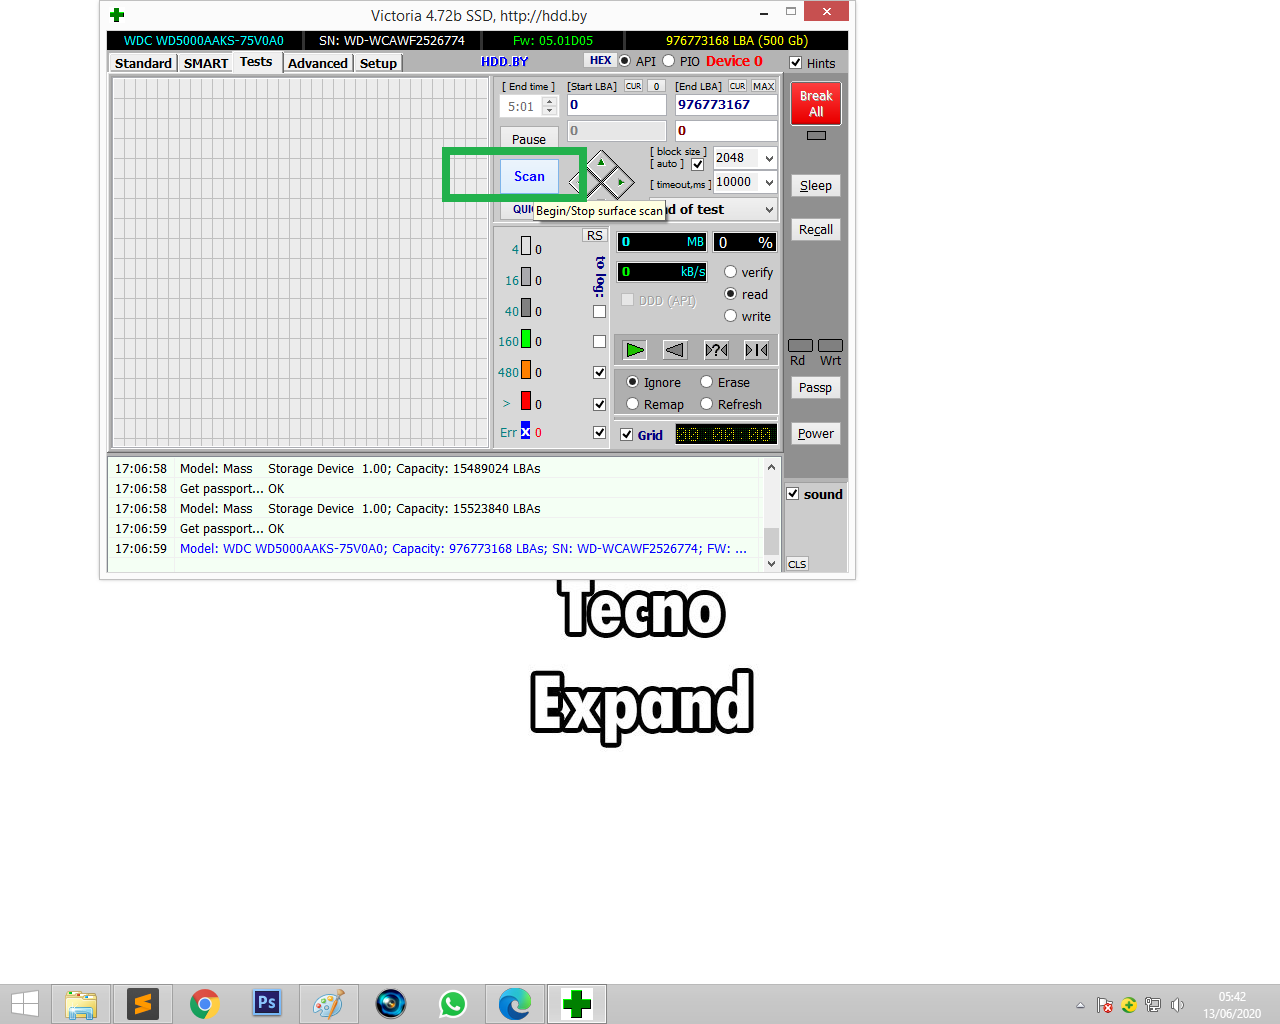 Victoria 4.72b SSD, http://hdd.by
WDC WD5000AAKS-75V0A0 SN: WD-WCAWF2526774 Fw: 05.01D05 976773168 LBA (500 Gb)
Standard SMART Tests Advanced Setup HDD.BY HEX API PIO Device 0 Hints
[ End time ] [Start LBA] CUR 0 [End LBA] CUR MAX
5:01 0 976773167
0 0
Break
All
Pause
[ block size ]
[ auto ] 2048
Scan
[ timeout,ms ] 10000
Sleep
Begin/Stop surface scan
nd of test
Recall
RS
4 0
0 MB 0 %
to log:
16 0
0 kB/s verify
DDD (API) read
40 0
write
160 0
Rd Wrt
480 0
Ignore Erase
Passp
> 0
Remap Refresh
Err x 0
Grid 00:00:00
Power
17:06:58 Model: Mass Storage Device 1.00; Capacity: 15489024 LBAs
17:06:58 Get passport... OK
sound
17:06:58 Model: Mass Storage Device 1.00; Capacity: 15523840 LBAs
17:06:59 Get passport... OK
17:06:59 Model: WDC WD5000AAKS-75V0A0; Capacity: 976773168 LBAs; SN: WD-WCAWF2526774; FW: ...
CLS
Tecno
Expand
Ps
05:42
13/06/2020